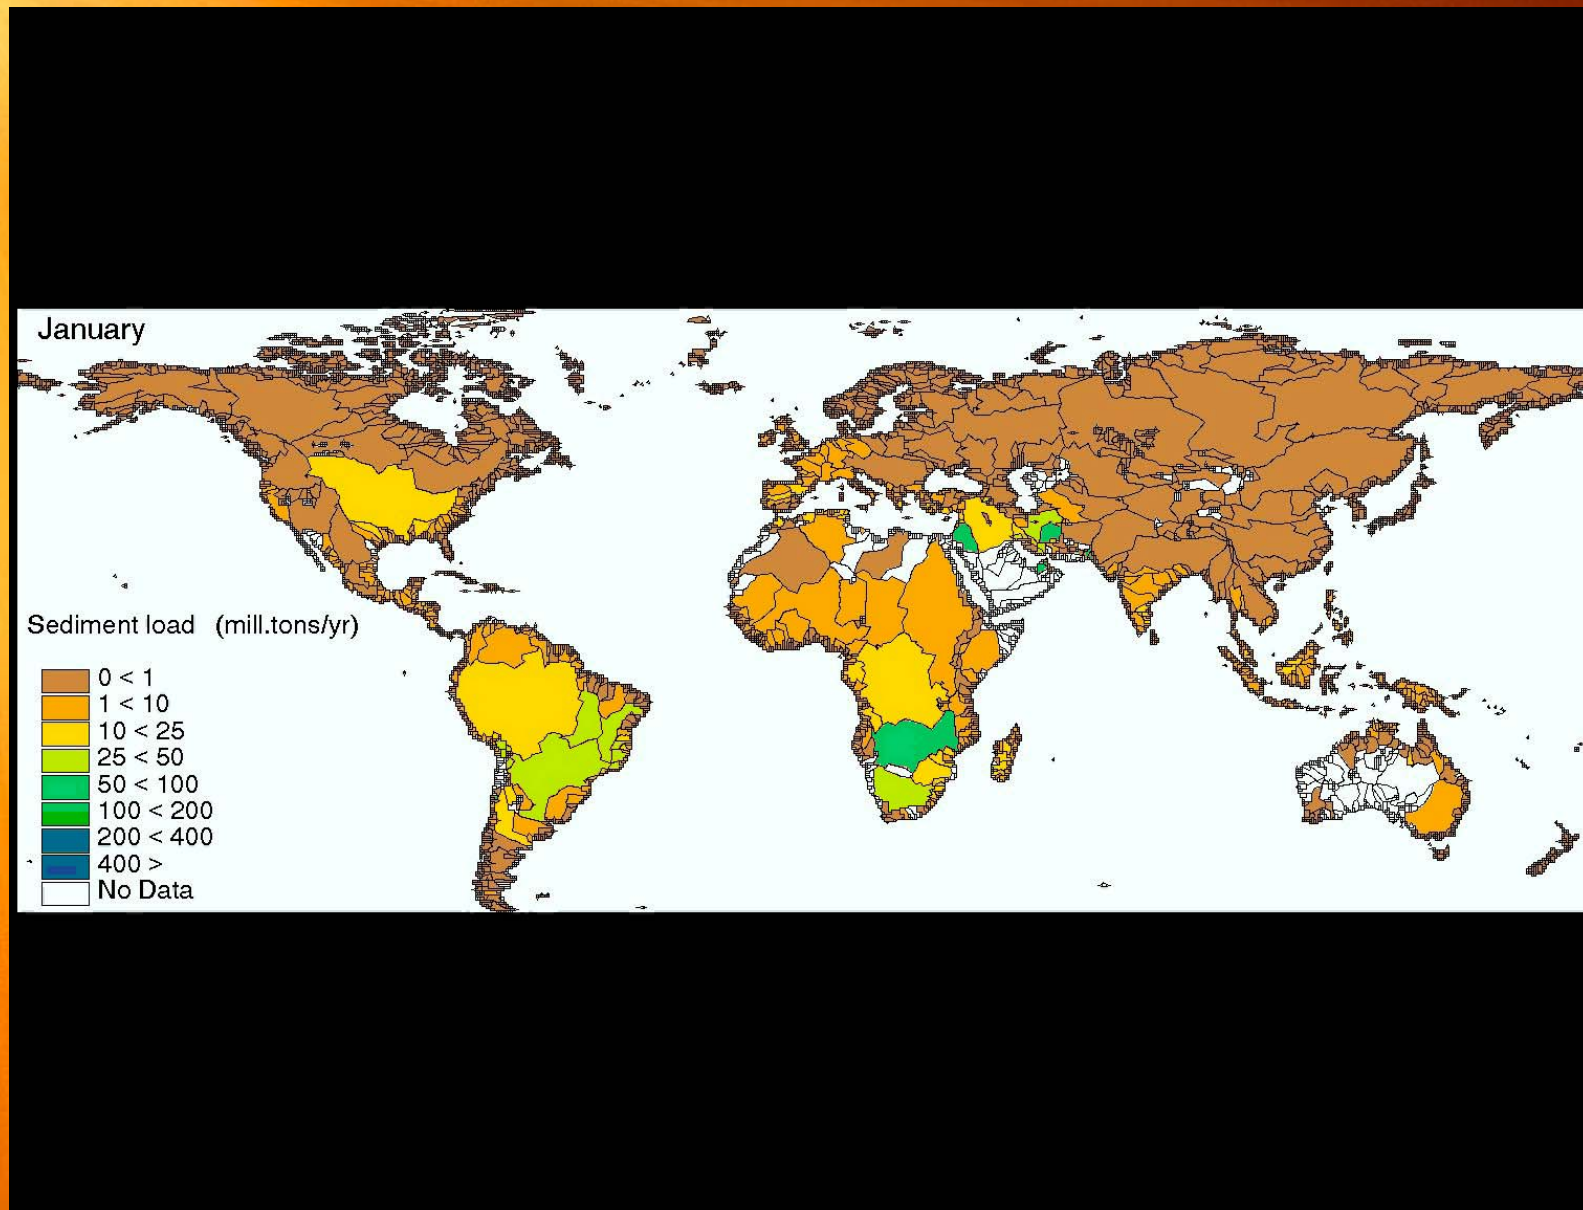 January
Sediment load (mill.tons/yr)
0 < 1
1 < 10
10 < 25
25 < 50
50 < 100
100 < 200
200 < 400
400 >
No Data